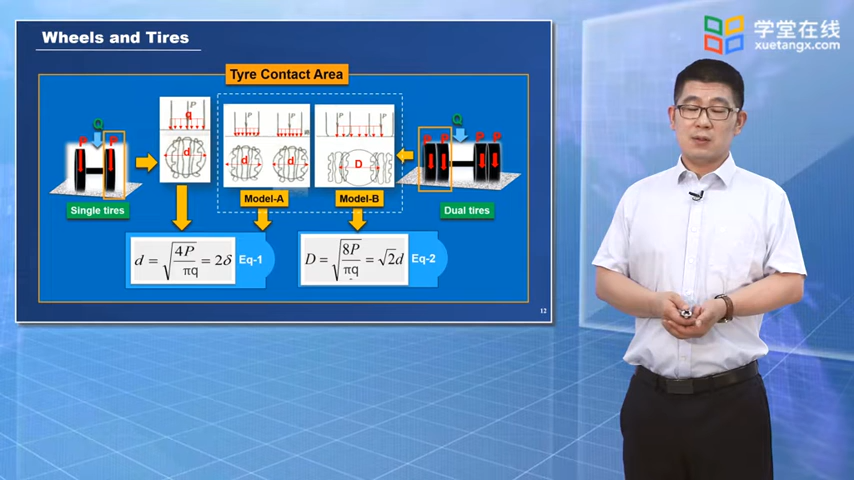 Wheels and Tires
学堂在线
xuetangx.com
Tyre Contact Area
Q
P P
P
q
d
P P
d d
P P
D
Q
P P P P
Single tires
Model-A
Model-B
Dual tires
d = √(4P/πq) = 2δ Eq-1
D = √(8P/πq) = √2d Eq-2
12